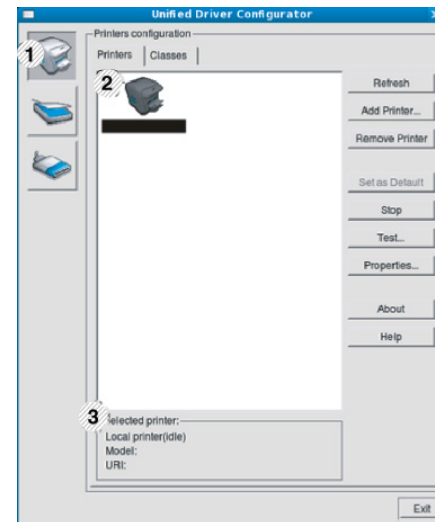 Unified Driver Configurator
Printers configuration
1
Printers
Classes
2
Refresh
Add Printer...
Remove Printer
Set as Default
Stop
Test...
Properties...
About
Help
3
Selected printer:
Local printer(idle)
Model:
URI:
Exit